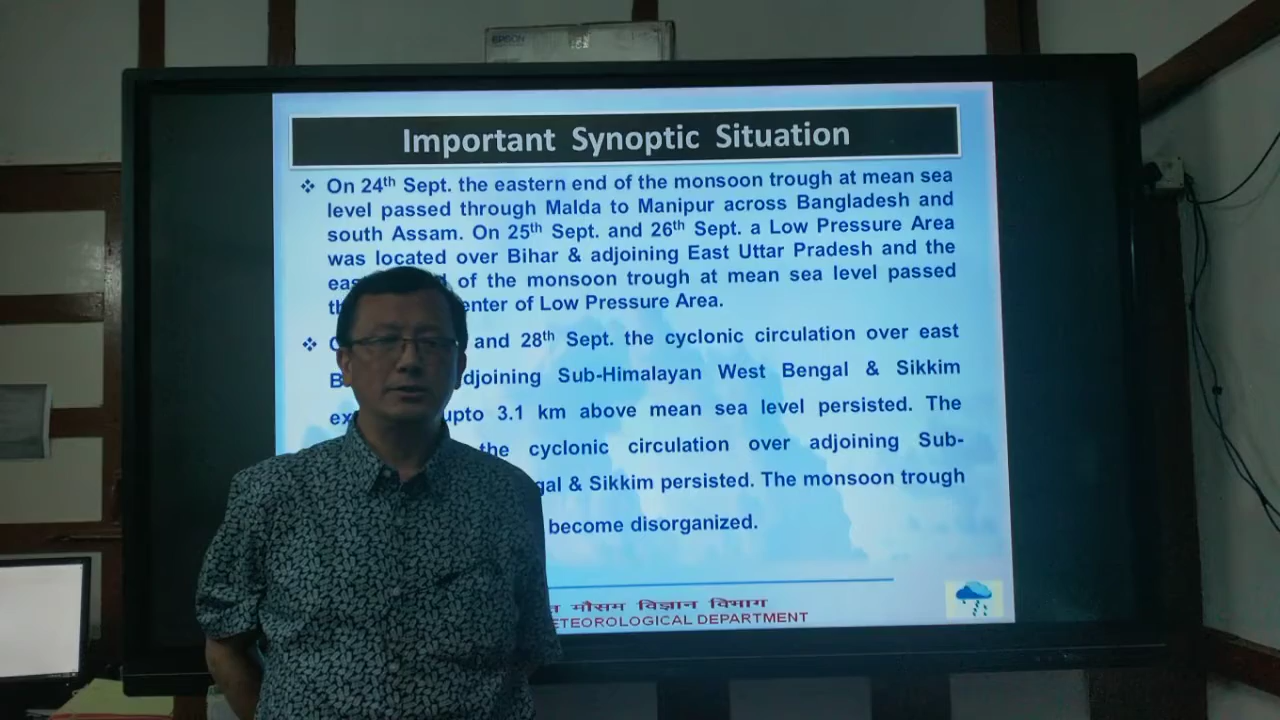 EPSON
Important Synoptic Situation
❖ On 24th Sept. the eastern end of the monsoon trough at mean sea
level passed through Malda to Manipur across Bangladesh and
south Assam. On 25th Sept. and 26th Sept. a Low Pressure Area
was located over Bihar & adjoining East Uttar Pradesh and the
of the monsoon trough at mean sea level passed
of Low Pressure Area.
❖ and 28th Sept. the cyclonic circulation over east
Sub-Himalayan West Bengal & Sikkim
upto 3.1 km above mean sea level persisted. The
the cyclonic circulation over adjoining Sub-
& Sikkim persisted. The monsoon trough
become disorganized.
मौसम विज्ञान विभाग
DEPARTMENT